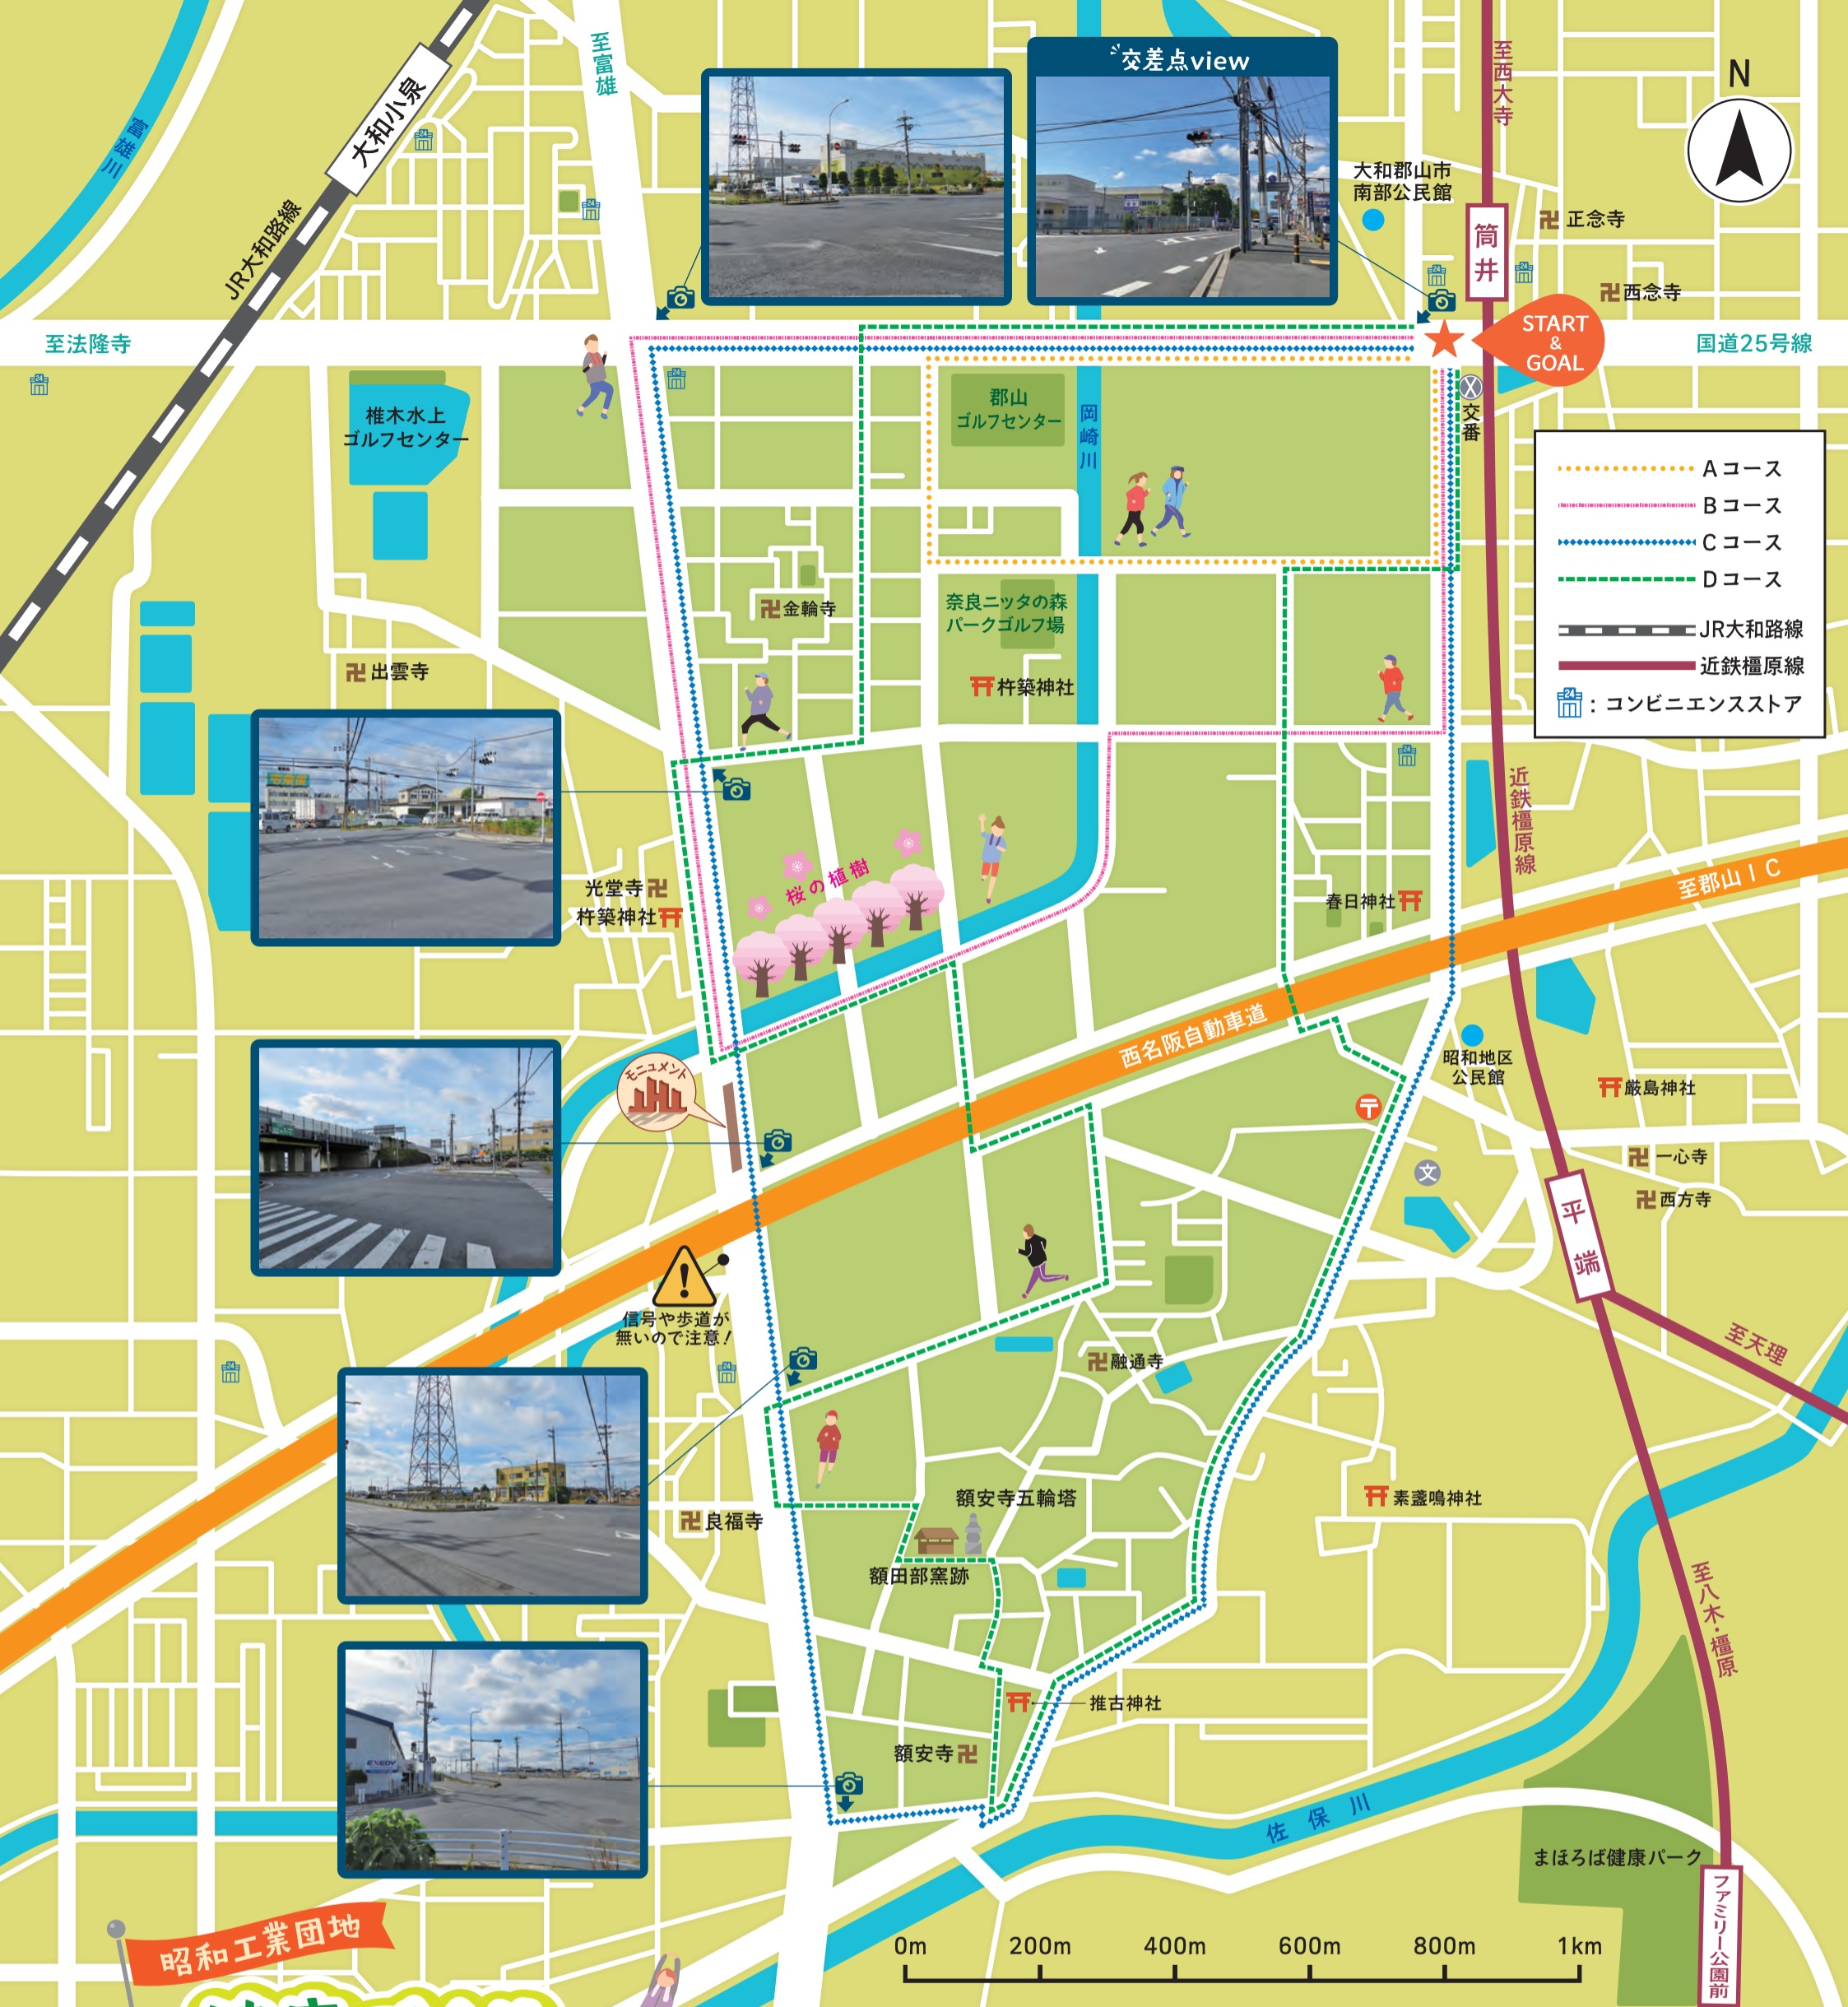 至富雄
交差点view
至西大寺
N
富雄川
大和小泉
JR大和路線
大和郡山市
南部公民館
筒井
卍 正念寺
卍 西念寺
START
&
GOAL
至法隆寺
国道25号線
椎木水上
ゴルフセンター
郡山
ゴルフセンター
岡崎川
交番
Aコース
Bコース
Cコース
Dコース
JR大和路線
近鉄橿原線
24
：コンビニエンスストア
卍 金輪寺
奈良ニッタの森
パークゴルフ場
卍 出雲寺
杵築神社
近鉄橿原線
桜の植樹
光堂寺 卍
杵築神社
春日神社
至郡山IC
西名阪自動車道
昭和地区
公民館
モニュメント
厳島神社
〒
卍 一心寺
文
卍 西方寺
平端
信号や歩道が
無いので注意！
至天理
卍 融通寺
額安寺五輪塔
素盞嗚神社
卍 良福寺
額田部窯跡
至八木・橿原
推古神社
額安寺 卍
EXEDY
佐保川
まほろば健康パーク
ファミリー公園前
昭和工業団地
0m 200m 400m 600m 800m 1km